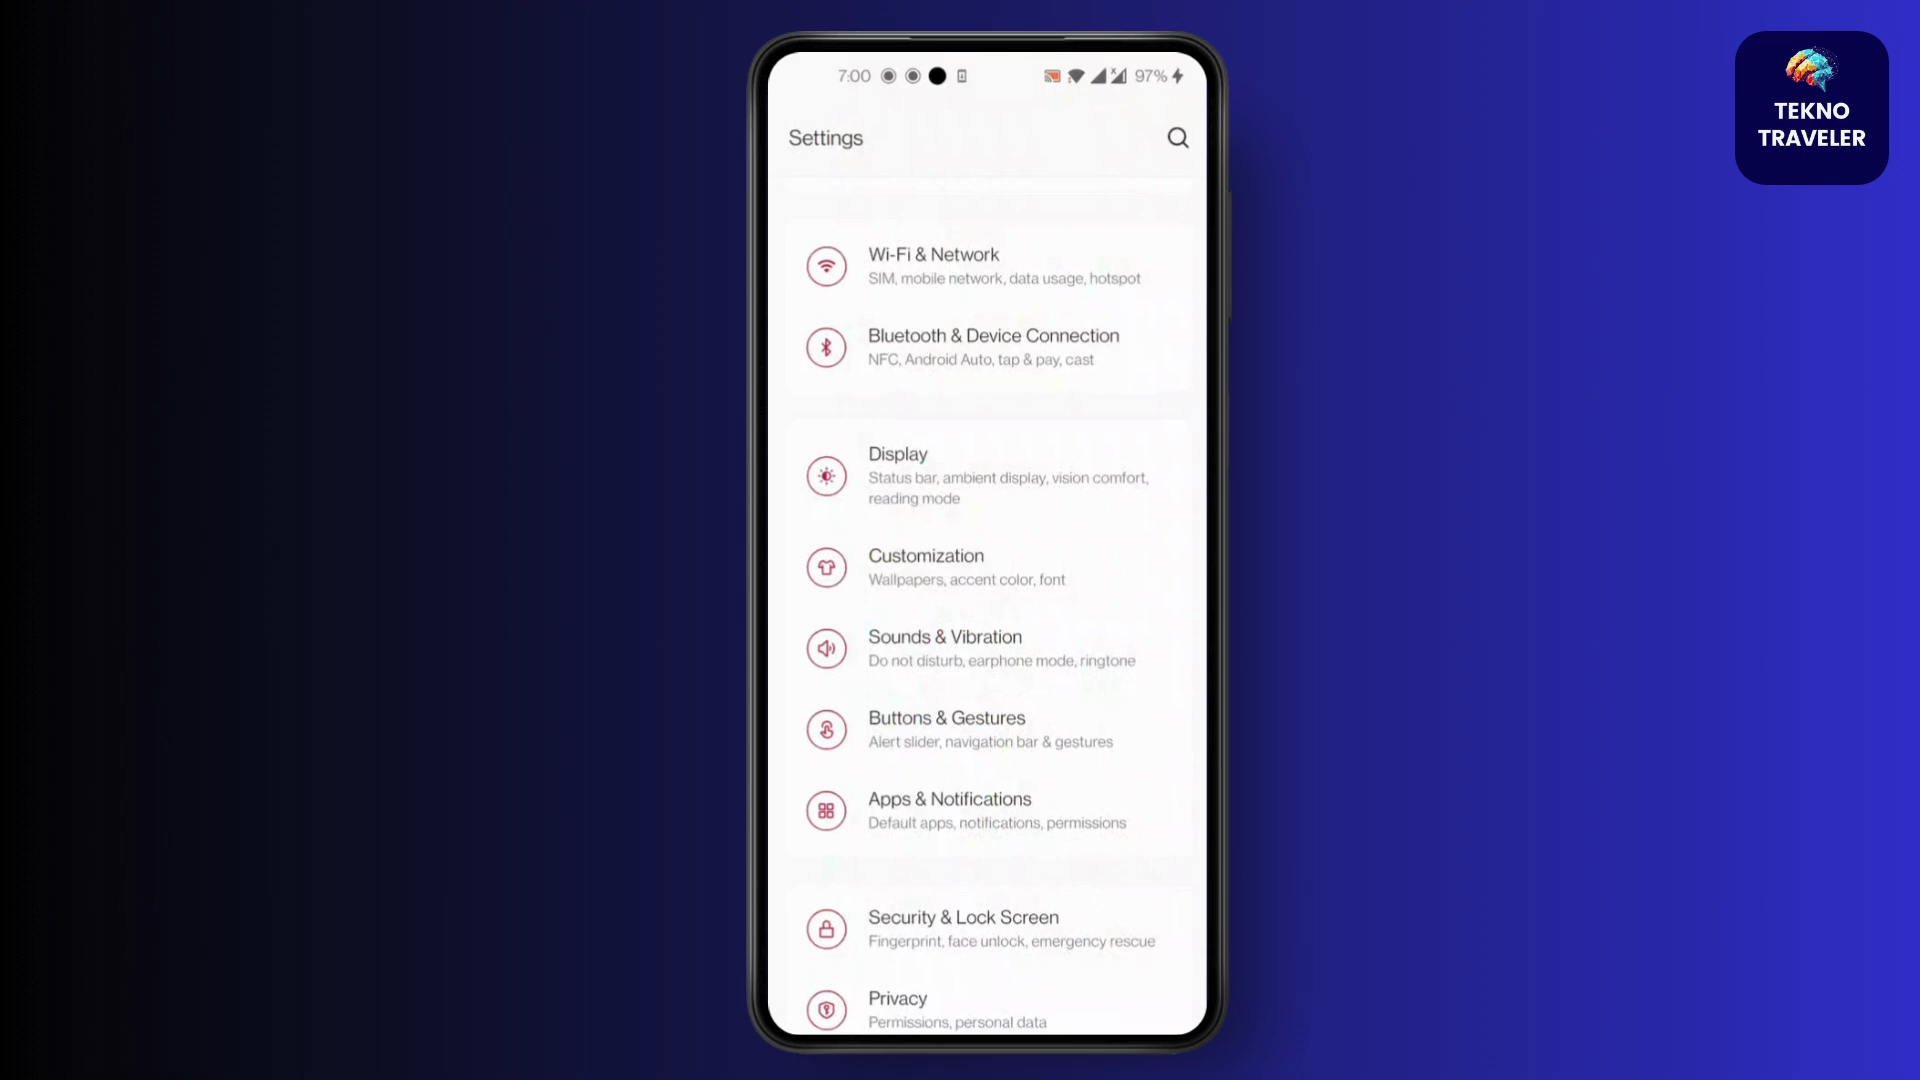 7:00
97%
TEKNO
TRAVELER
Settings
Wi-Fi & Network
SIM, mobile network, data usage, hotspot
Bluetooth & Device Connection
NFC, Android Auto, tap & pay, cast
Display
Status bar, ambient display, vision comfort,
reading mode
Customization
Wallpapers, accent color, font
Sounds & Vibration
Do not disturb, earphone mode, ringtone
Buttons & Gestures
Alert slider, navigation bar & gestures
Apps & Notifications
Default apps, notifications, permissions
Security & Lock Screen
Fingerprint, face unlock, emergency rescue
Privacy
Permissions, personal data